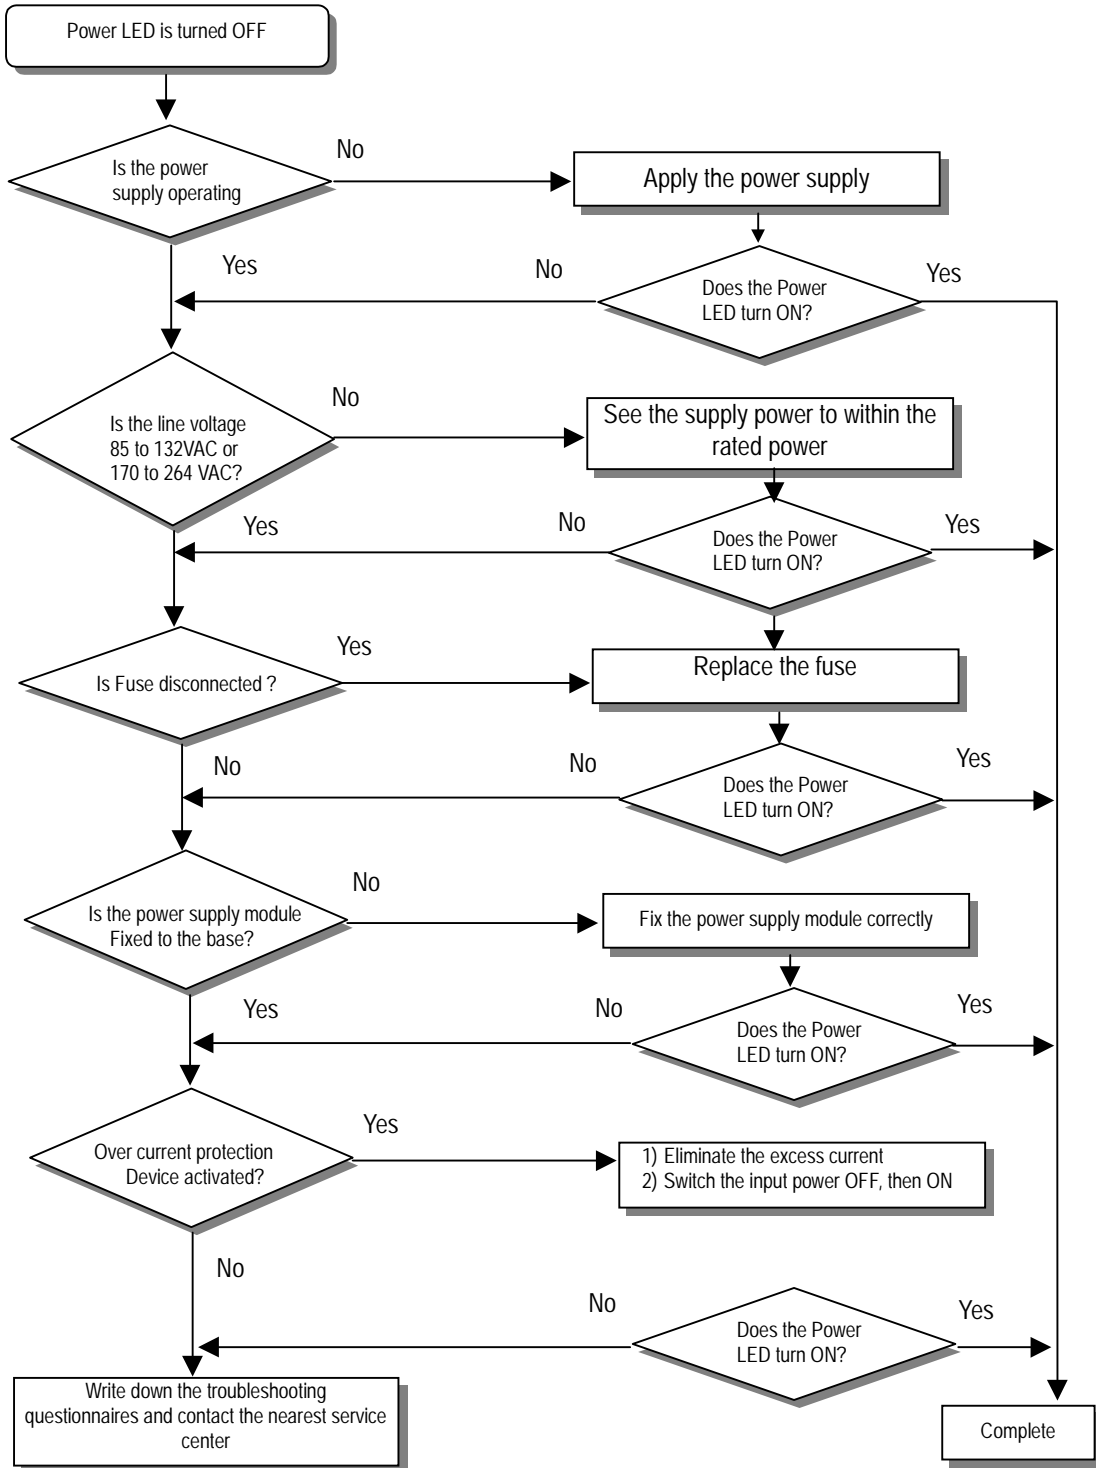 Power LED is turned OFF
Is the power
supply operating
No
Apply the power supply
Yes
No
Does the Power
LED turn ON?
Yes
Is the line voltage
85 to 132VAC or
170 to 264 VAC?
No
See the supply power to within the
rated power
Yes
No
Does the Power
LED turn ON?
Yes
Is Fuse disconnected ?
Yes
Replace the fuse
No
No
Does the Power
LED turn ON?
Yes
Is the power supply module
Fixed to the base?
No
Fix the power supply module correctly
Yes
No
Does the Power
LED turn ON?
Yes
Over current protection
Device activated?
Yes
1) Eliminate the excess current
2) Switch the input power OFF, then ON
No
No
Does the Power
LED turn ON?
Yes
Write down the troubleshooting
questionnaires and contact the nearest service
center
Complete